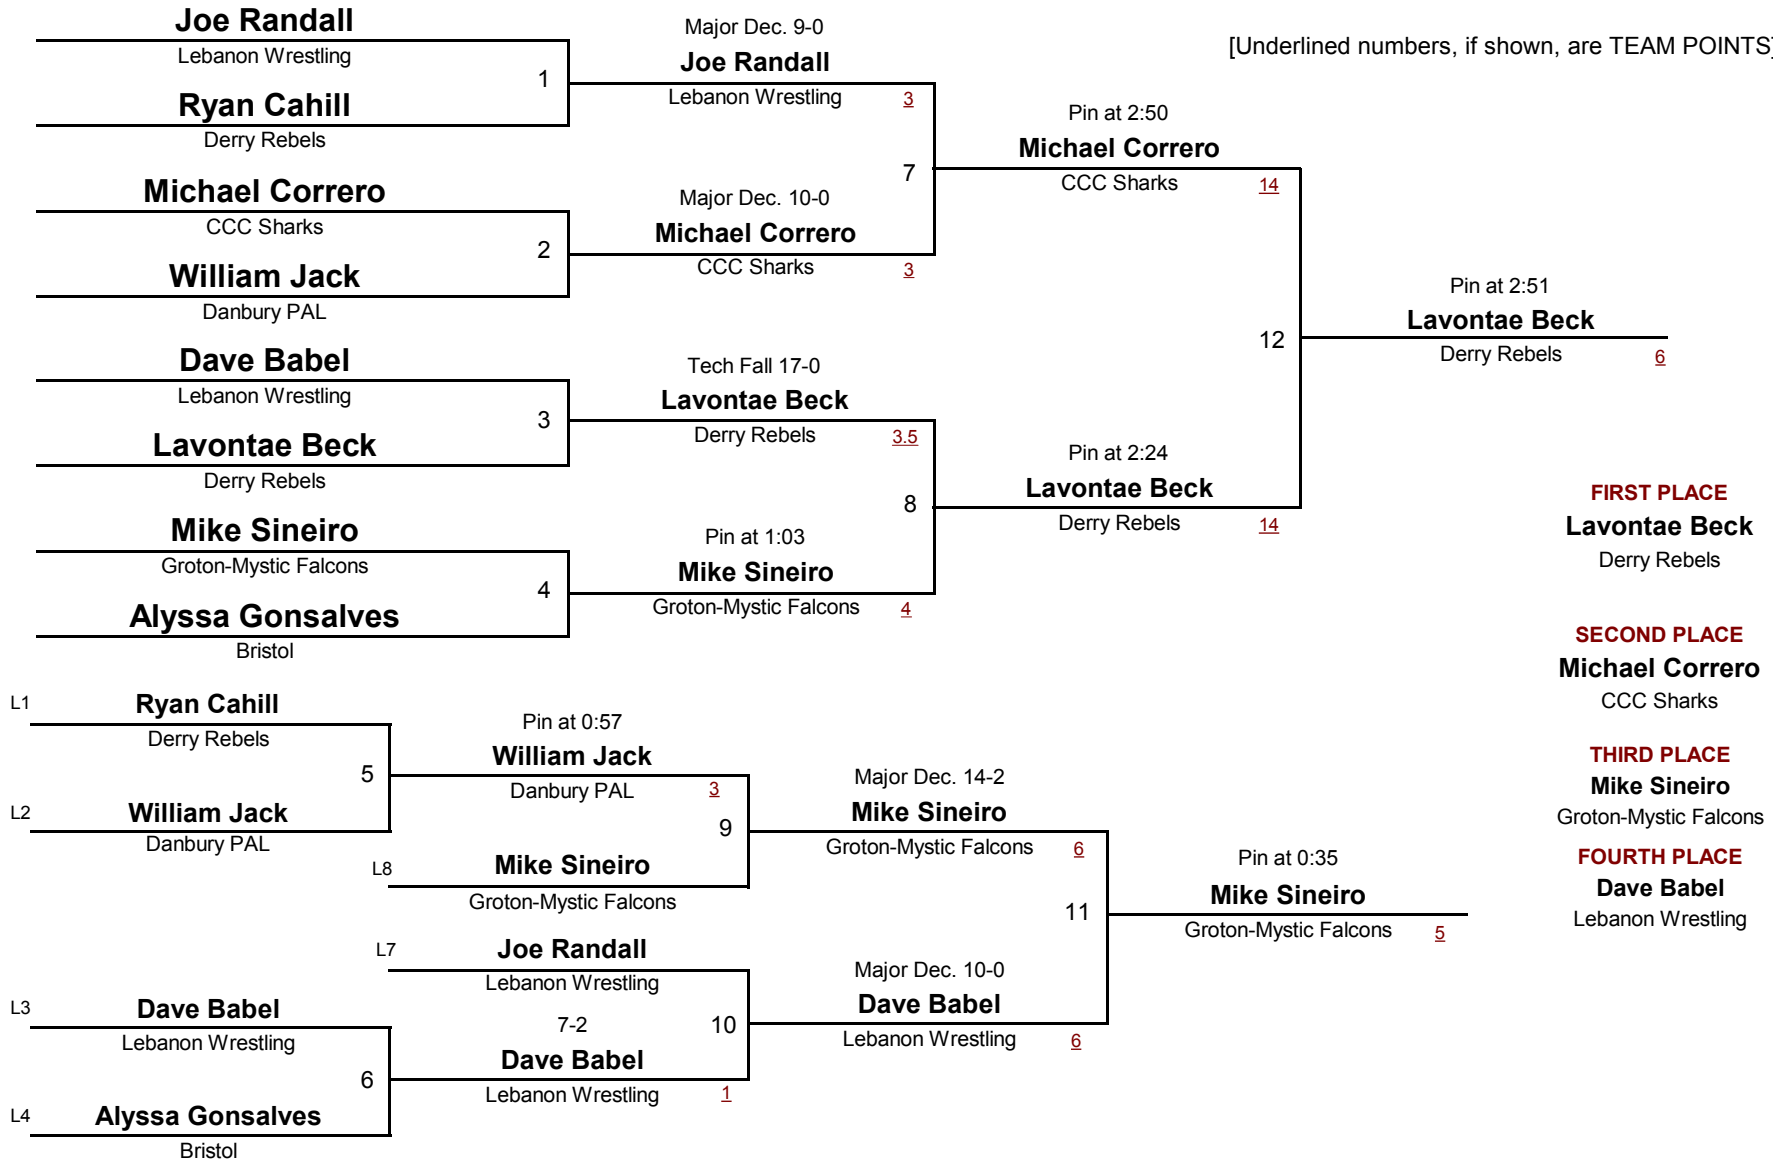 [Underlined numbers, if shown, are TEAM POINTS]
Joe Randall
Lebanon Wrestling
1
Ryan Cahill
Derry Rebels
Michael Correro
CCC Sharks
2
William Jack
Danbury PAL
Dave Babel
Lebanon Wrestling
3
Lavontae Beck
Derry Rebels
Mike Sineiro
Groton-Mystic Falcons
4
Alyssa Gonsalves
Bristol
Major Dec. 9-0
Joe Randall
Lebanon Wrestling 3
7
Major Dec. 10-0
Michael Correro
CCC Sharks 3
Tech Fall 17-0
Lavontae Beck
Derry Rebels 3.5
8
Pin at 1:03
Mike Sineiro
Groton-Mystic Falcons 4
Pin at 2:50
Michael Correro
CCC Sharks 14
12
Pin at 2:24
Lavontae Beck
Derry Rebels 14
Pin at 2:51
Lavontae Beck
Derry Rebels 6
L1 Ryan Cahill
Derry Rebels
5
L2 William Jack
Danbury PAL
Pin at 0:57
William Jack
Danbury PAL 3
9
L8 Mike Sineiro
Groton-Mystic Falcons
L7 Joe Randall
Lebanon Wrestling
10
7-2
Dave Babel
Lebanon Wrestling 1
L3 Dave Babel
Lebanon Wrestling
6
L4 Alyssa Gonsalves
Bristol
Major Dec. 14-2
Mike Sineiro
Groton-Mystic Falcons 6
11
Major Dec. 10-0
Dave Babel
Lebanon Wrestling 6
Pin at 0:35
Mike Sineiro
Groton-Mystic Falcons 5
FIRST PLACE
Lavontae Beck
Derry Rebels
SECOND PLACE
Michael Correro
CCC Sharks
THIRD PLACE
Mike Sineiro
Groton-Mystic Falcons
FOURTH PLACE
Dave Babel
Lebanon Wrestling